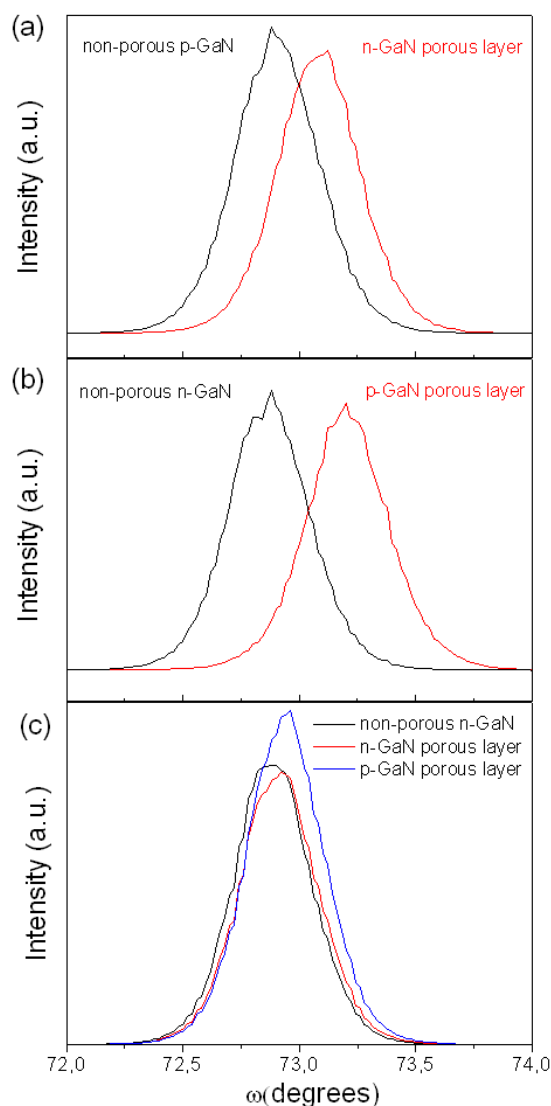 (a)
non-porous p-GaN
n-GaN porous layer
Intensity (a.u.)
(b)
non-porous n-GaN
p-GaN porous layer
Intensity (a.u.)
(c)
non-porous n-GaN
n-GaN porous layer
p-GaN porous layer
Intensity (a.u.)
72,0 72,5 73,0 73,5 74,0
ω(degrees)